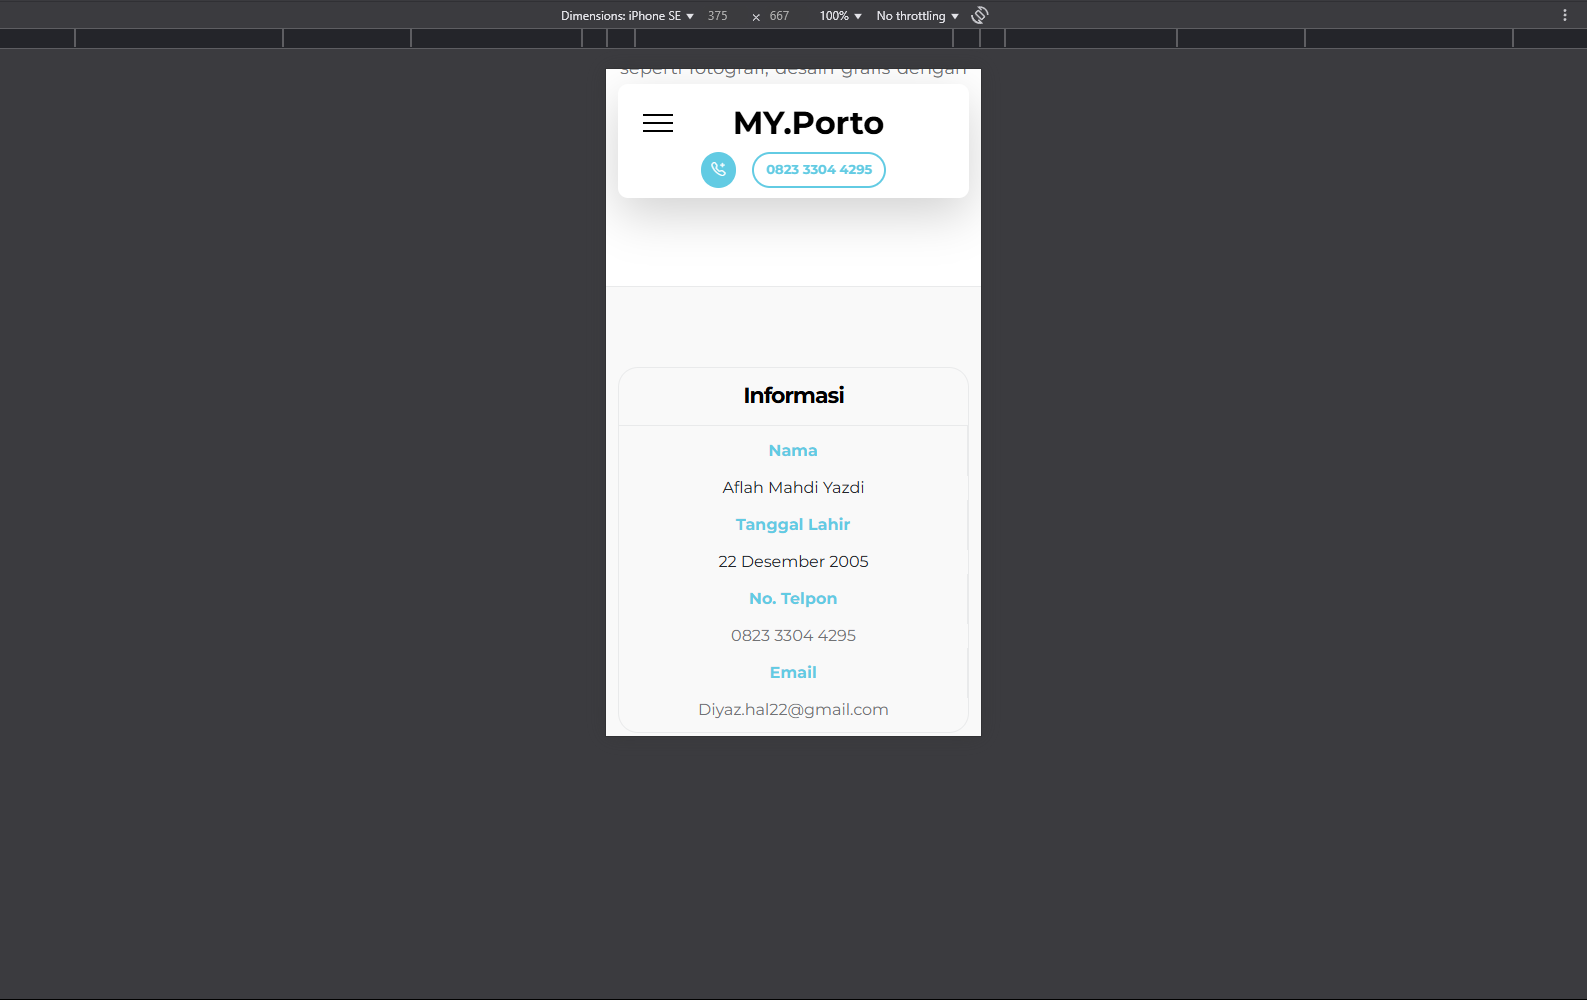 Dimensions: iPhone SE 375 × 667 100% No throttling
seperti fotografi, desain grafis dengan
MY.Porto
0823 3304 4295
Informasi
Nama
Aflah Mahdi Yazdi
Tanggal Lahir
22 Desember 2005
No. Telpon
0823 3304 4295
Email
Diyaz.hal22@gmail.com